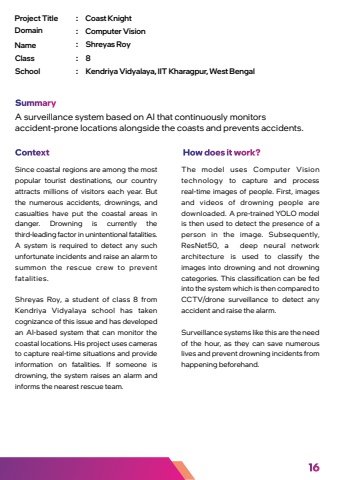 Project Title : Coast Knight
Domain : Computer Vision
Name : Shreyas Roy
Class : 8
School : Kendriya Vidyalaya, IIT Kharagpur, West Bengal
Summary
A surveillance system based on AI that continuously monitors
accident-prone locations alongside the coasts and prevents accidents.
Context
Since coastal regions are among the most
popular tourist destinations, our country
attracts millions of visitors each year. But
the numerous accidents, drownings, and
casualties have put the coastal areas in
danger. Drowning is currently the
third-leading factor in unintentional fatalities.
A system is required to detect any such
unfortunate incidents and raise an alarm to
summon the rescue crew to prevent
fatalities.
Shreyas Roy, a student of class 8 from
Kendriya Vidyalaya school has taken
cognizance of this issue and has developed
an AI-based system that can monitor the
coastal locations. His project uses cameras
to capture real-time situations and provide
information on fatalities. If someone is
drowning, the system raises an alarm and
informs the nearest rescue team.
How does it work?
The model uses Computer Vision
technology to capture and process
real-time images of people. First, images
and videos of drowning people are
downloaded. A pre-trained YOLO model
is then used to detect the presence of a
person in the image. Subsequently,
ResNet50, a deep neural network
architecture is used to classify the
images into drowning and not drowning
categories. This classification can be fed
into the system which is then compared to
CCTV/drone surveillance to detect any
accident and raise the alarm.
Surveillance systems like this are the need
of the hour, as they can save numerous
lives and prevent drowning incidents from
happening beforehand.
16